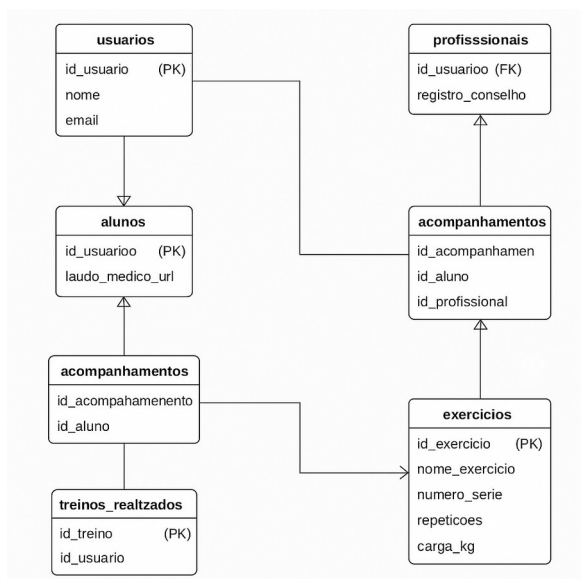 usuarios
id_usuario (PK)
nome
email
profisssionais
id_usuarioo (FK)
registro_conselho
alunos
id_usuarioo (PK)
laudo_medico_url
acompanhamentos
id_acompanhamen
id_aluno
id_profissional
acompanhamentos
id_acompahamenento
id_aluno
exercicios
id_exercicio (PK)
nome_exercicio
numero_serie
repeticoes
carga_kg
treinos_realtzados
id_treino (PK)
id_usuario